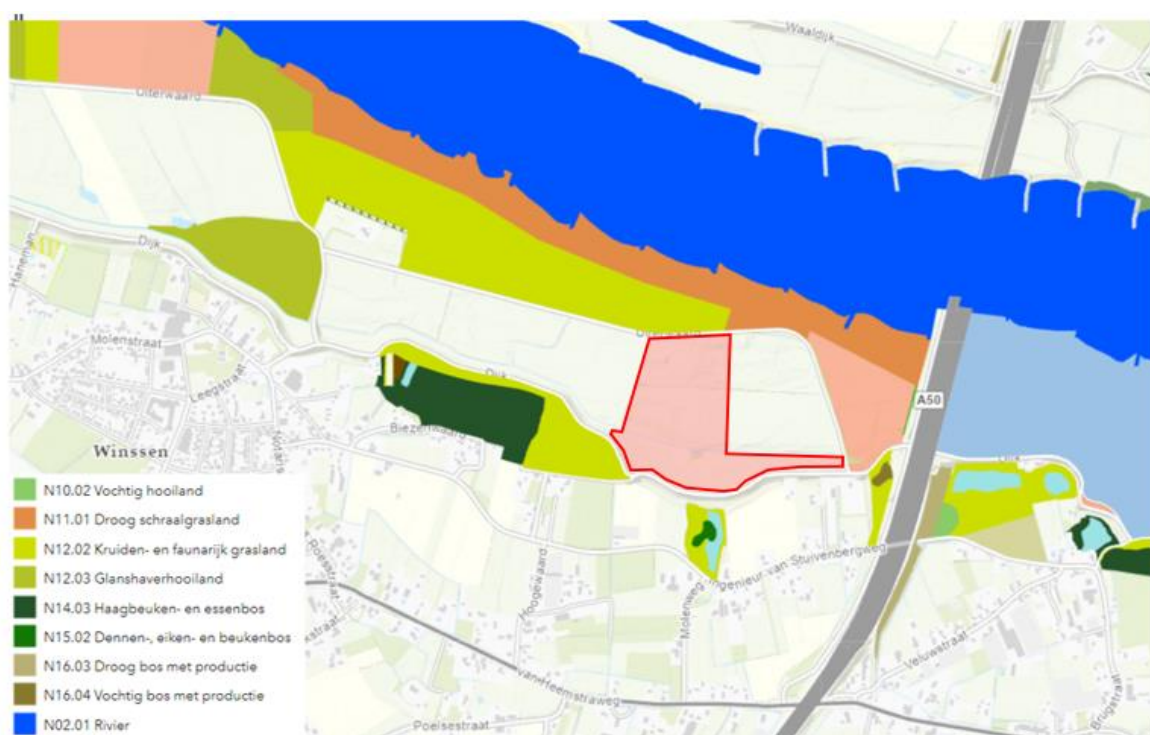 Waaldijk
Uiterwaard
Dijk
Haneman
Molenstraat
Leegstraat
Dijk
Biezenwaard
Winssen
Notaris
A50
Dijk
N10.02 Vochtig hooiland
N11.01 Droog schraalgrasland
N12.02 Kruiden- en faunarijk grasland
N12.03 Glanshaverhooiland
N14.03 Haagbeuken- en essenbos
N15.02 Dennen-, eiken- en beukenbos
N16.03 Droog bos met productie
N16.04 Vochtig bos met productie
N02.01 Rivier
Hoogewaard
Molenweg
Ingenieur van Stuivenbergweg
Veluwstraat
van Heemstraweg
Poelsestraat
Brugstraat